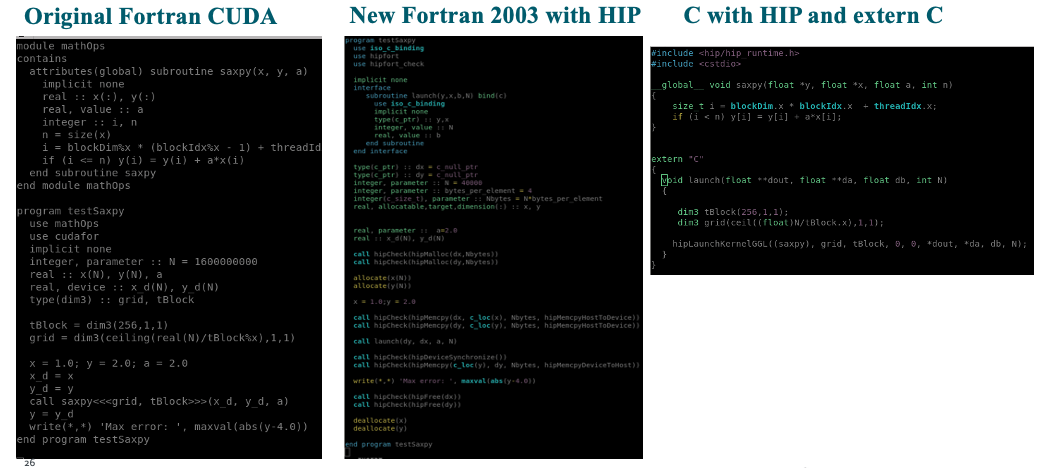 Original Fortran CUDA
module mathOps
contains
attributes(global) subroutine saxpy(x, y, a)
implicit none
real :: x(:), y(:)
real, value :: a
integer :: i, n
n = size(x)
i = blockDim%x * (blockIdx%x - 1) + threadId
if (i <= n) y(i) = y(i) + a*x(i)
end subroutine saxpy
end module mathOps
program testSaxpy
use mathOps
use cudafor
implicit none
integer, parameter :: N = 1600000000
real :: x(N), y(N), a
real, device :: x_d(N), y_d(N)
type(dim3) :: grid, tBlock
tBlock = dim3(256,1,1)
grid = dim3(ceiling(real(N)/tBlock%x),1,1)
x = 1.0; y = 2.0; a = 2.0
x_d = x
y_d = y
call saxpy<<<grid, tBlock>>>(x_d, y_d, a)
y = y_d
write(*,*) 'Max error: ', maxval(abs(y-4.0))
end program testSaxpy
26
New Fortran 2003 with HIP
program testSaxpy
use iso_c_binding
use hipfort
use hipfort_check
implicit none
interface
subroutine launch(y,x,b,N) bind(c)
use iso_c_binding
implicit none
type(c_ptr) :: y,x
integer, value :: N
real, value :: b
end subroutine
end interface
type(c_ptr) :: dx = c_null_ptr
type(c_ptr) :: dy = c_null_ptr
integer, parameter :: N = 40000
integer, parameter :: bytes_per_element = 4
integer(c_size_t), parameter :: Nbytes = N*bytes_per_element
real, allocatable,target,dimension(:) :: x, y
real, parameter :: a=2.0
real :: x_d(N), y_d(N)
call hipCheck(hipMalloc(dx,Nbytes))
call hipCheck(hipMalloc(dy,Nbytes))
allocate(x(N))
allocate(y(N))
x = 1.0;y = 2.0
call hipCheck(hipMemcpy(dx, c_loc(x), Nbytes, hipMemcpyHostToDevice))
call hipCheck(hipMemcpy(dy, c_loc(y), Nbytes, hipMemcpyHostToDevice))
call launch(dy, dx, a, N)
call hipCheck(hipDeviceSynchronize())
call hipCheck(hipMemcpy(c_loc(y), dy, Nbytes, hipMemcpyDeviceToHost))
write(*,*) 'Max error: ', maxval(abs(y-4.0))
call hipCheck(hipFree(dx))
call hipCheck(hipFree(dy))
deallocate(x)
deallocate(y)
end program testSaxpy
C with HIP and extern C
#include <hip/hip_runtime.h>
#include <cstdio>
__global__ void saxpy(float *y, float *x, float a, int n)
{
size_t i = blockDim.x * blockIdx.x + threadIdx.x;
if (i < n) y[i] = y[i] + a*x[i];
}
extern "C"
{
void launch(float **dout, float **da, float db, int N)
{
dim3 tBlock(256,1,1);
dim3 grid(ceil((float)N/tBlock.x),1,1);
hipLaunchKernelGGL((saxpy), grid, tBlock, 0, 0, *dout, *da, db, N);
}
}